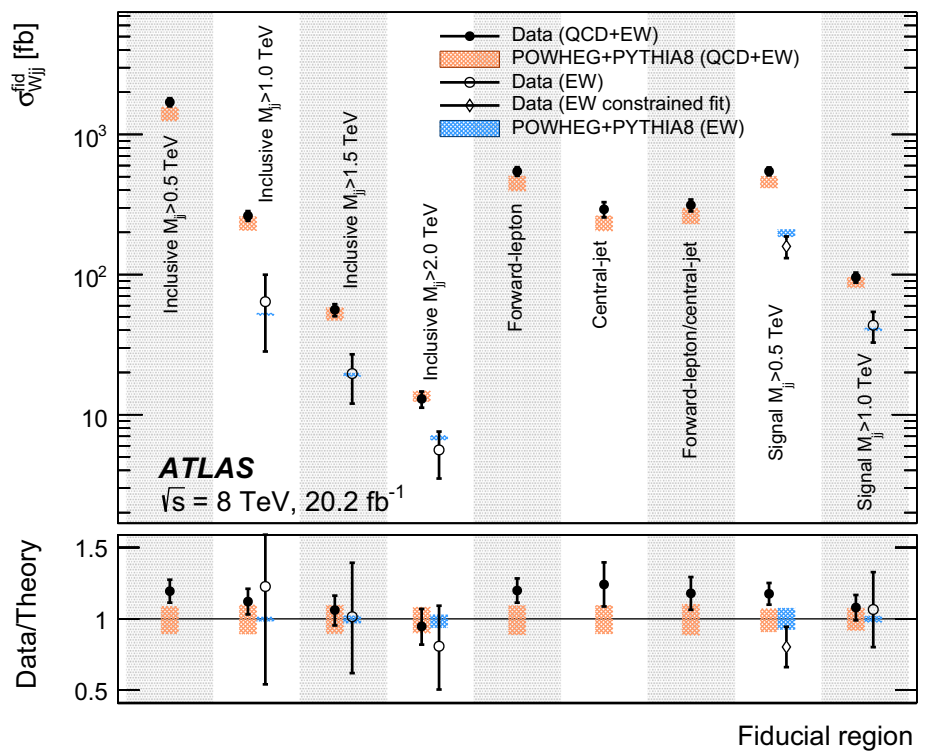 σ^fid_Wjj [fb]
10^3
10^2
10
Data (QCD+EW)
POWHEG+PYTHIA8 (QCD+EW)
Data (EW)
Data (EW constrained fit)
POWHEG+PYTHIA8 (EW)
Inclusive M_jj>0.5 TeV
Inclusive M_jj>1.0 TeV
Inclusive M_jj>1.5 TeV
Inclusive M_jj>2.0 TeV
Forward-lepton
Central-jet
Forward-lepton/central-jet
Signal M_jj>0.5 TeV
Signal M_jj>1.0 TeV
ATLAS
√s = 8 TeV, 20.2 fb^-1
Data/Theory
1.5
1
0.5
Fiducial region